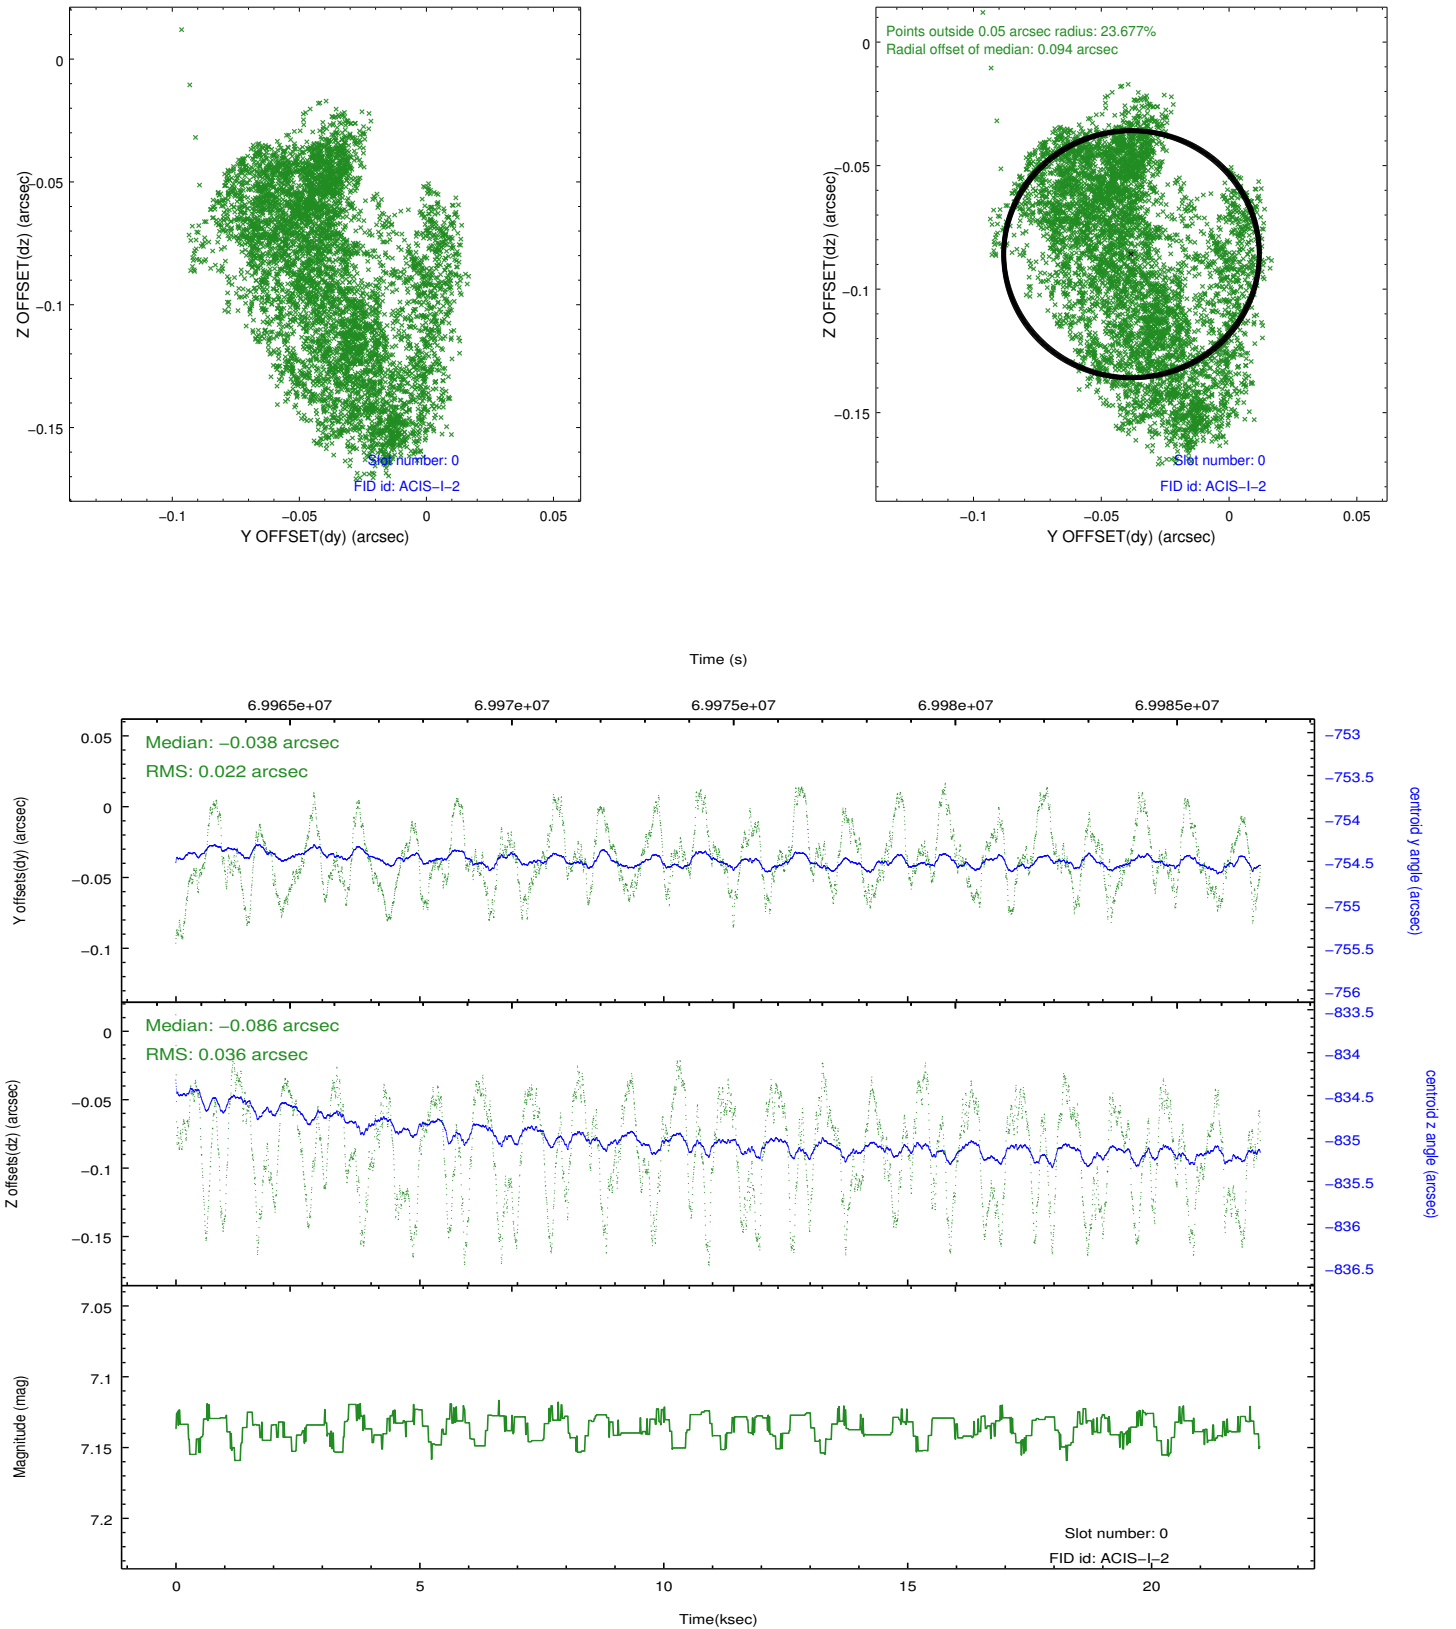 0
−0.05
−0.1
−0.15
Z OFFSET(dz) (arcsec)
Slot number: 0
FID id: ACIS−I−2
−0.1
−0.05
0
0.05
Y OFFSET(dy) (arcsec)
Points outside 0.05 arcsec radius: 23.677%
Radial offset of median: 0.094 arcsec
0
−0.05
−0.1
−0.15
Z OFFSET(dz) (arcsec)
Slot number: 0
FID id: ACIS−I−2
−0.1
−0.05
0
0.05
Y OFFSET(dy) (arcsec)
Time (s)
6.9965e+07
6.997e+07
6.9975e+07
6.998e+07
6.9985e+07
Median: −0.038 arcsec
RMS: 0.022 arcsec
0.05
0
−0.05
−0.1
Y offsets(dy) (arcsec)
−753
−753.5
−754
−754.5
−755
−755.5
−756
centroid y angle (arcsec)
Median: −0.086 arcsec
RMS: 0.036 arcsec
0
−0.05
−0.1
−0.15
Z offsets(dz) (arcsec)
−833.5
−834
−834.5
−835
−835.5
−836
−836.5
centroid z angle (arcsec)
7.05
7.1
7.15
7.2
Magnitude (mag)
Slot number: 0
FID id: ACIS−I−2
0
5
10
15
20
Time(ksec)